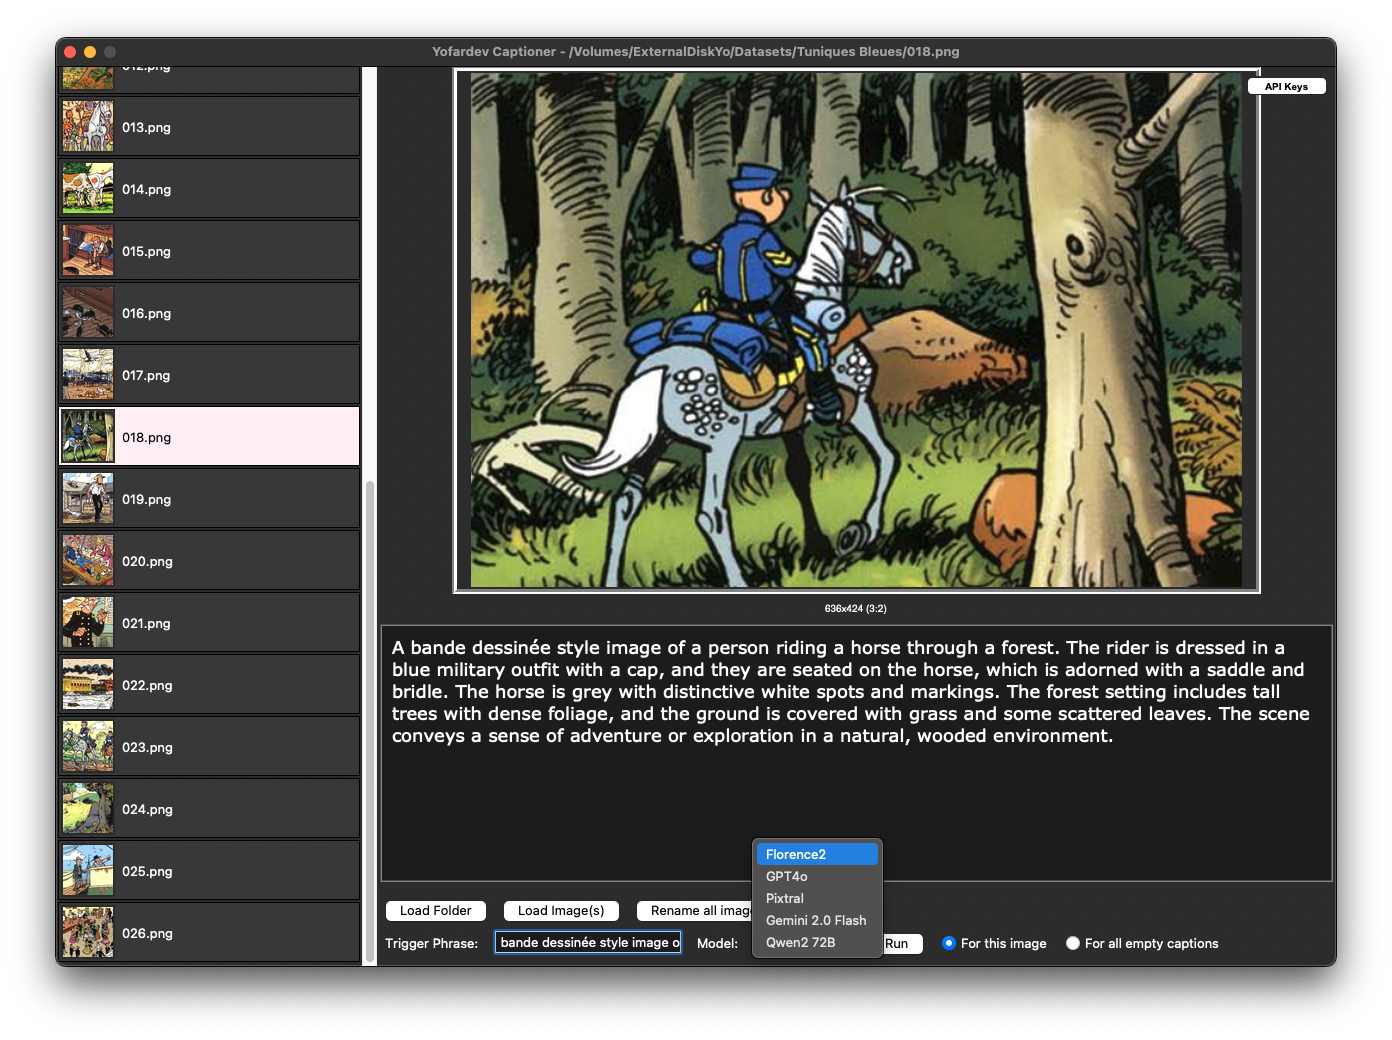 Yofardev Captioner - /Volumes/ExternalDiskYo/Datasets/Tuniques Bleues/018.png
012.png
013.png
014.png
015.png
016.png
017.png
018.png
019.png
020.png
021.png
022.png
023.png
024.png
025.png
026.png
API Keys
636x424 (3:2)
A bande dessinée style image of a person riding a horse through a forest. The rider is dressed in a
blue military outfit with a cap, and they are seated on the horse, which is adorned with a saddle and
bridle. The horse is grey with distinctive white spots and markings. The forest setting includes tall
trees with dense foliage, and the ground is covered with grass and some scattered leaves. The scene
conveys a sense of adventure or exploration in a natural, wooded environment.
Load Folder
Load Image(s)
Rename all imag
Trigger Phrase:
bande dessinée style image o
Model:
Florence2
GPT4o
Pixtral
Gemini 2.0 Flash
Qwen2 72B
Run
For this image
For all empty captions